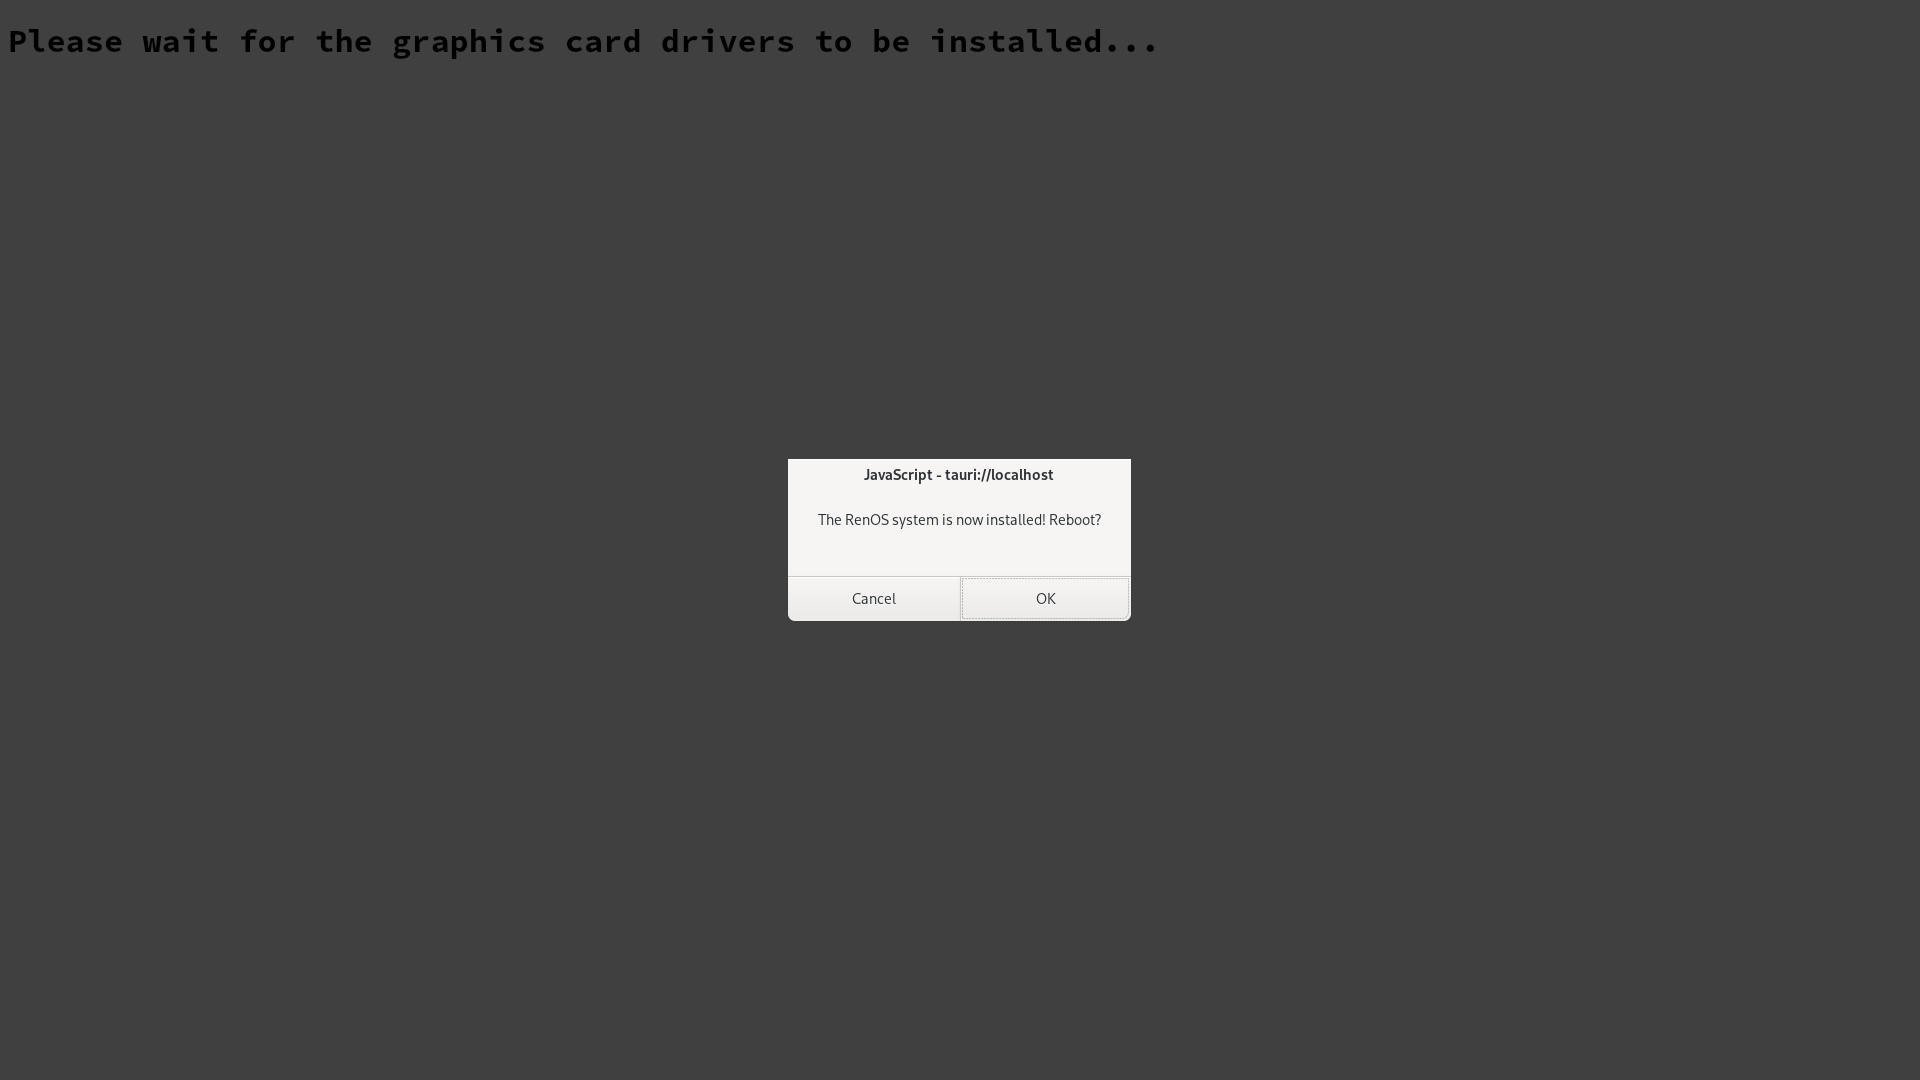 Please wait for the graphics card drivers to be installed...
JavaScript - tauri://localhost
The RenOS system is now installed! Reboot?
Cancel
OK